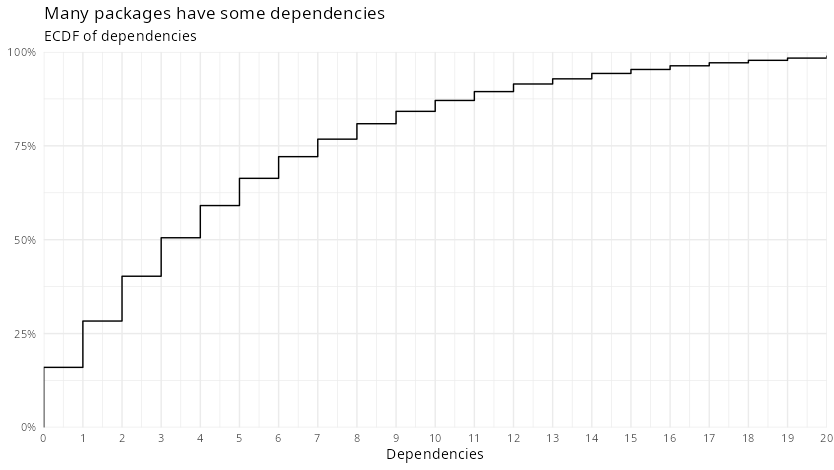 Many packages have some dependencies
ECDF of dependencies
100%
75%
50%
25%
0%
0 1 2 3 4 5 6 7 8 9 10 11 12 13 14 15 16 17 18 19 20
Dependencies